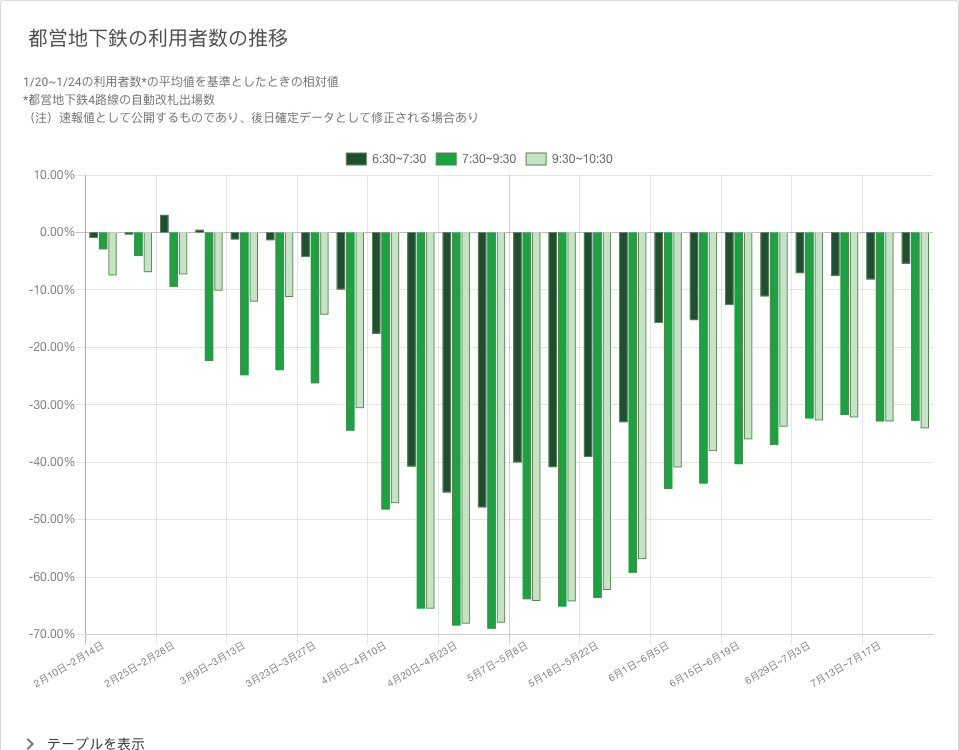 都営地下鉄の利用者数の推移
1/20~1/24の利用者数*の平均値を基準としたときの相対値
*都営地下鉄4路線の自動改札出場数
（注）速報値として公開するものであり、後日確定データとして修正される場合あり
6:30~7:30 7:30~9:30 9:30~10:30
10.00%
0.00%
-10.00%
-20.00%
-30.00%
-40.00%
-50.00%
-60.00%
-70.00%
2月10日~2月14日
2月25日~2月28日
3月9日~3月13日
3月23日~3月27日
4月6日~4月10日
4月20日~4月23日
5月7日~5月8日
5月18日~5月22日
6月1日~6月5日
6月15日~6月19日
6月29日~7月3日
7月13日~7月17日
テーブルを表示